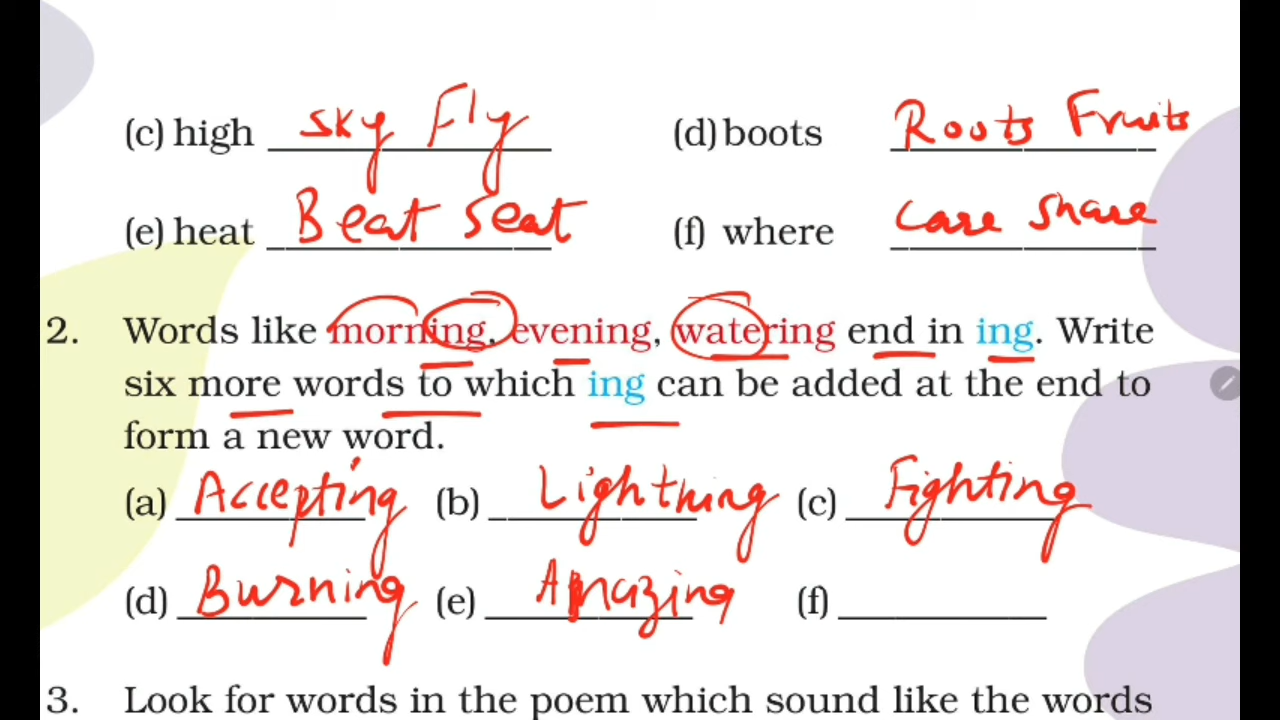 (c) high sky Fly (d) boots Roots Fruits
(e) heat Beat Seat (f) where care share
2. Words like morning, evening, watering end in ing. Write
six more words to which ing can be added at the end to
form a new word.
(a) Accepting (b) Lighthing (c) Fighting
(d) Burning (e) Amazing (f)
3. Look for words in the poem which sound like the words